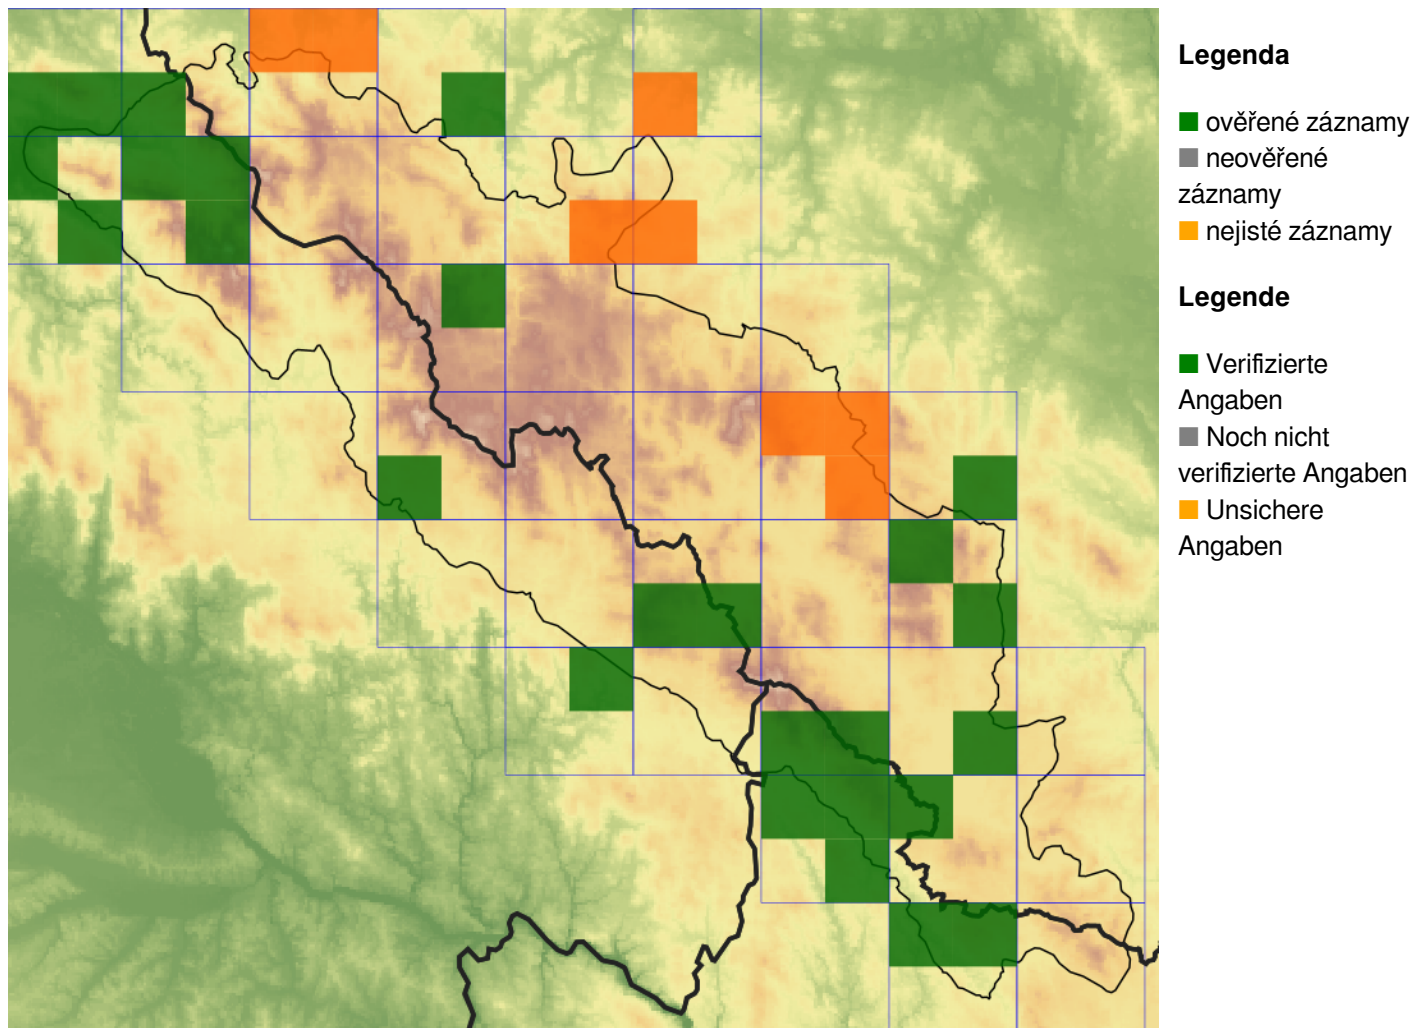 Legenda
ověřené záznamy
neověřené
záznamy
nejisté záznamy
Legende
Verifizierte
Angaben
Noch nicht
verifizierte Angaben
Unsichere
Angaben